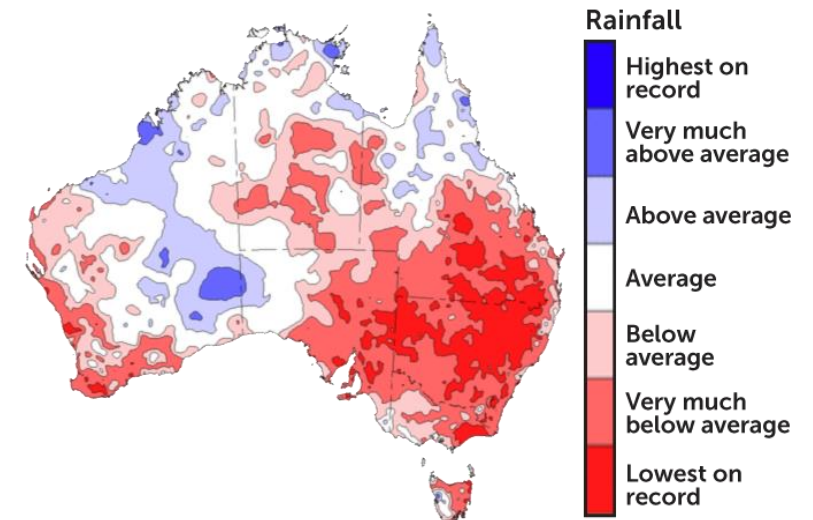 Rainfall
Highest on
record
Very much
above average
Above average
Average
Below
average
Very much
below average
Lowest on
record